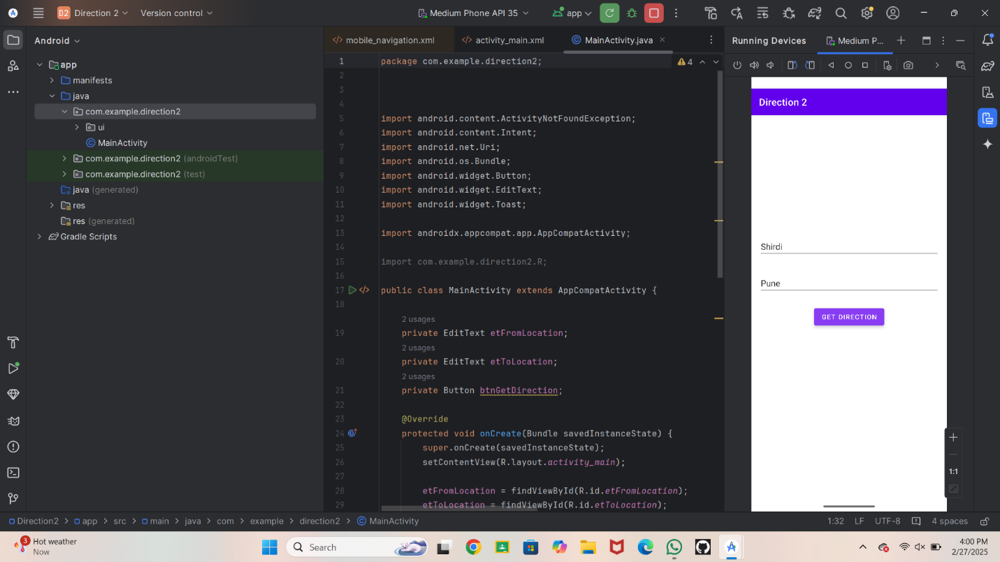 D2 Direction 2 Version control Medium Phone API 35 app
Android
mobile_navigation.xml activity_main.xml MainActivity.java
Running Devices Medium P...
app
manifests
java
com.example.direction2
ui
MainActivity
com.example.direction2 (androidTest)
com.example.direction2 (test)
java (generated)
res
res (generated)
Gradle Scripts
4
1 package com.example.direction2;
2
3
4
5 import android.content.ActivityNotFoundException;
6 import android.content.Intent;
7 import android.net.Uri;
8 import android.os.Bundle;
9 import android.widget.Button;
10 import android.widget.EditText;
11 import android.widget.Toast;
12
13 import androidx.appcompat.app.AppCompatActivity;
14
15 import com.example.direction2.R;
16
17 public class MainActivity extends AppCompatActivity {
18
2 usages
19 private EditText etFromLocation;
2 usages
20 private EditText etToLocation;
2 usages
21 private Button btnGetDirection;
22
23 @Override
24 protected void onCreate(Bundle savedInstanceState) {
25 super.onCreate(savedInstanceState);
26 setContentView(R.layout.activity_main);
27
28 etFromLocation = findViewById(R.id.etFromLocation);
29 etToLocation = findViewById(R.id.etToLocation);
Direction 2
Shirdi
Pune
GET DIRECTION
1:1
Direction2 app src main java com example direction2 MainActivity
1:32 LF UTF-8 4 spaces
3
Hot weather
Now
Search
4:00 PM
2/27/2025